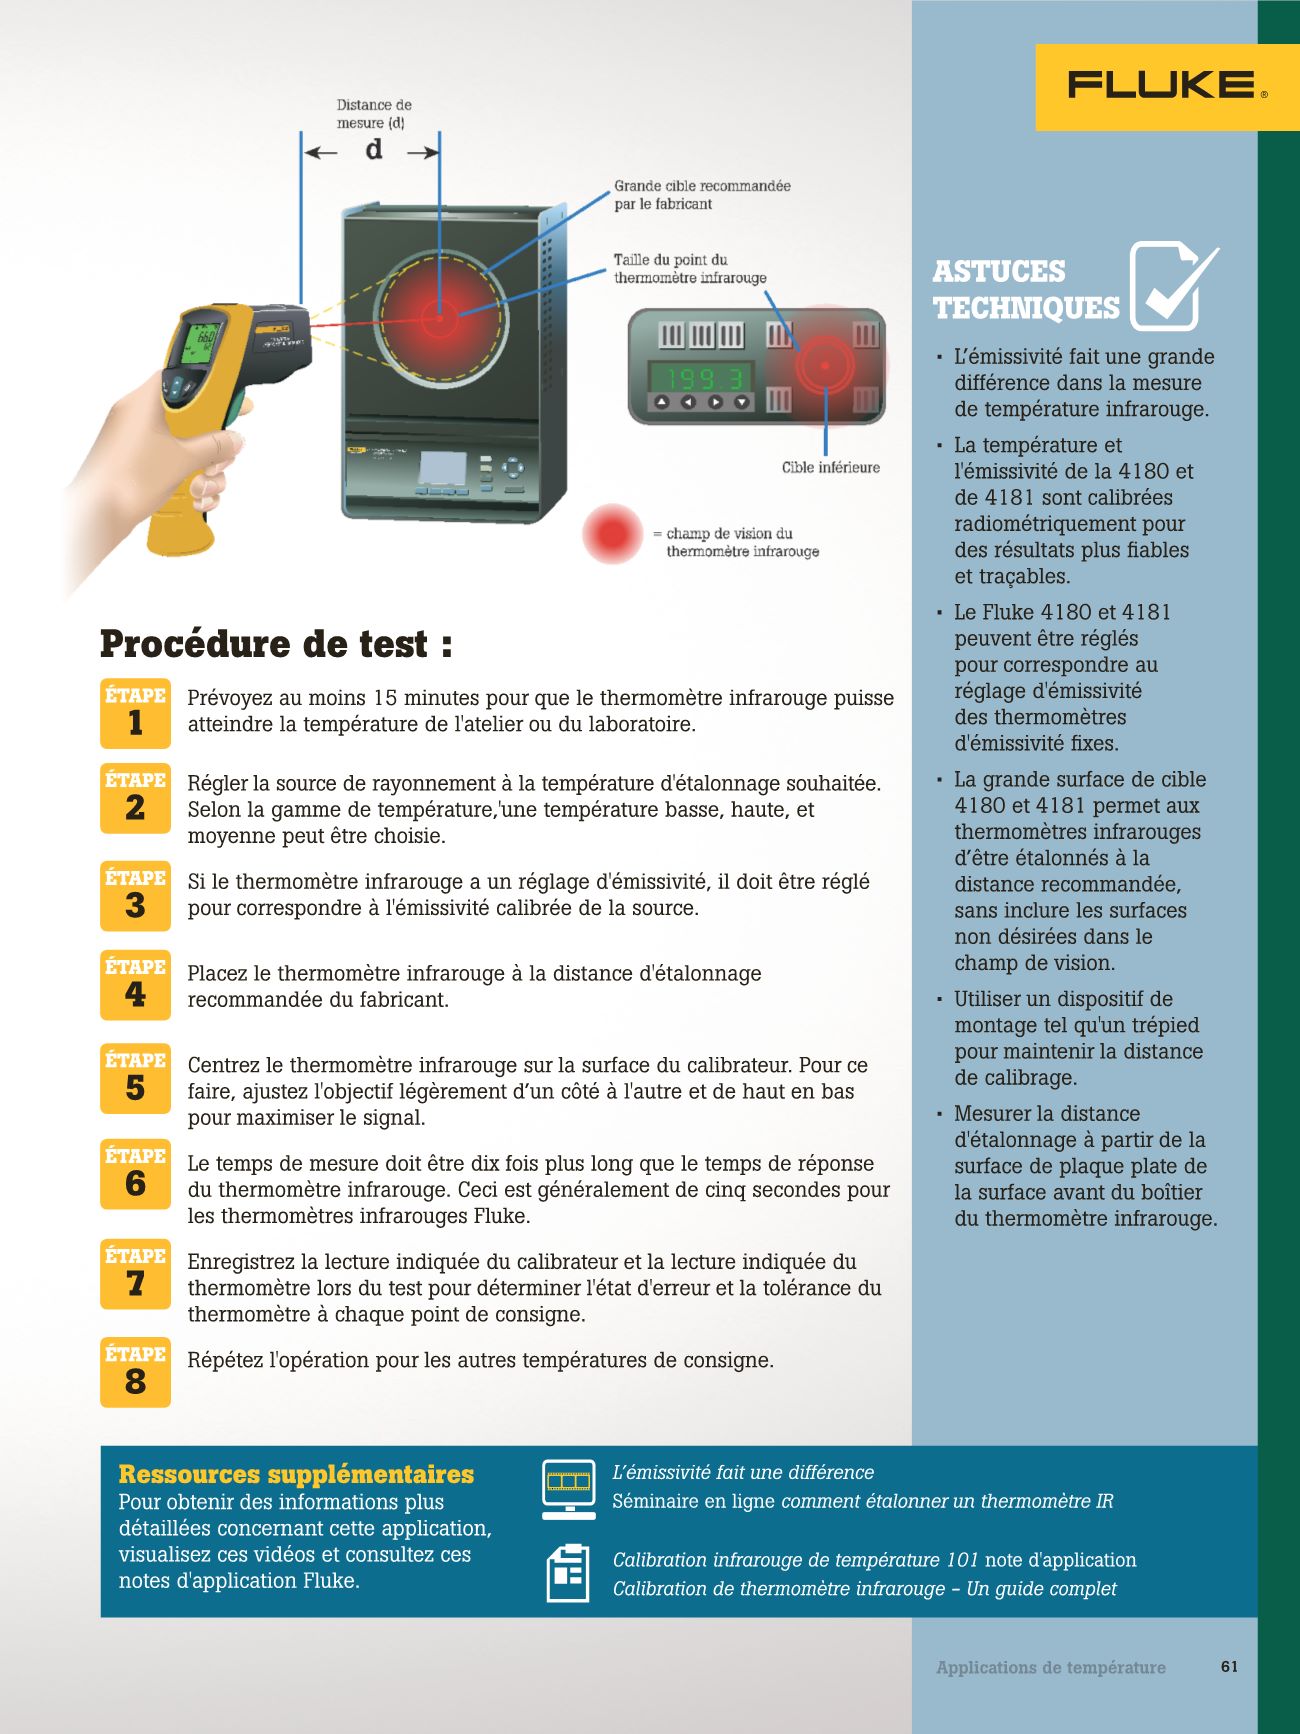 FLUKE®
Distance de
mesure (d)
d
Grande cible recommandée
par le fabricant
Taille du point du
thermomètre infrarouge
199.3
Cible inférieure
= champ de vision du
thermomètre infrarouge
Procédure de test :
ÉTAPE
1
Prévoyez au moins 15 minutes pour que le thermomètre infrarouge puisse
atteindre la température de l'atelier ou du laboratoire.
ÉTAPE
2
Régler la source de rayonnement à la température d'étalonnage souhaitée.
Selon la gamme de température,'une température basse, haute, et
moyenne peut être choisie.
ÉTAPE
3
Si le thermomètre infrarouge a un réglage d'émissivité, il doit être réglé
pour correspondre à l'émissivité calibrée de la source.
ÉTAPE
4
Placez le thermomètre infrarouge à la distance d'étalonnage
recommandée du fabricant.
ÉTAPE
5
Centrez le thermomètre infrarouge sur la surface du calibrateur. Pour ce
faire, ajustez l'objectif légèrement d’un côté à l'autre et de haut en bas
pour maximiser le signal.
ÉTAPE
6
Le temps de mesure doit être dix fois plus long que le temps de réponse
du thermomètre infrarouge. Ceci est généralement de cinq secondes pour
les thermomètres infrarouges Fluke.
ÉTAPE
7
Enregistrez la lecture indiquée du calibrateur et la lecture indiquée du
thermomètre lors du test pour déterminer l'état d'erreur et la tolérance du
thermomètre à chaque point de consigne.
ÉTAPE
8
Répétez l'opération pour les autres températures de consigne.
ASTUCES
TECHNIQUES
· L’émissivité fait une grande
différence dans la mesure
de température infrarouge.
· La température et
l'émissivité de la 4180 et
de 4181 sont calibrées
radiométriquement pour
des résultats plus fiables
et traçables.
· Le Fluke 4180 et 4181
peuvent être réglés
pour correspondre au
réglage d'émissivité
des thermomètres
d'émissivité fixes.
· La grande surface de cible
4180 et 4181 permet aux
thermomètres infrarouges
d’être étalonnés à la
distance recommandée,
sans inclure les surfaces
non désirées dans le
champ de vision.
· Utiliser un dispositif de
montage tel qu'un trépied
pour maintenir la distance
de calibrage.
· Mesurer la distance
d'étalonnage à partir de la
surface de plaque plate de
la surface avant du boîtier
du thermomètre infrarouge.
Ressources supplémentaires
Pour obtenir des informations plus
détaillées concernant cette application,
visualisez ces vidéos et consultez ces
notes d'application Fluke.
L’émissivité fait une différence
Séminaire en ligne comment étalonner un thermomètre IR
Calibration infrarouge de température 101 note d'application
Calibration de thermomètre infrarouge – Un guide complet
Applications de température 61